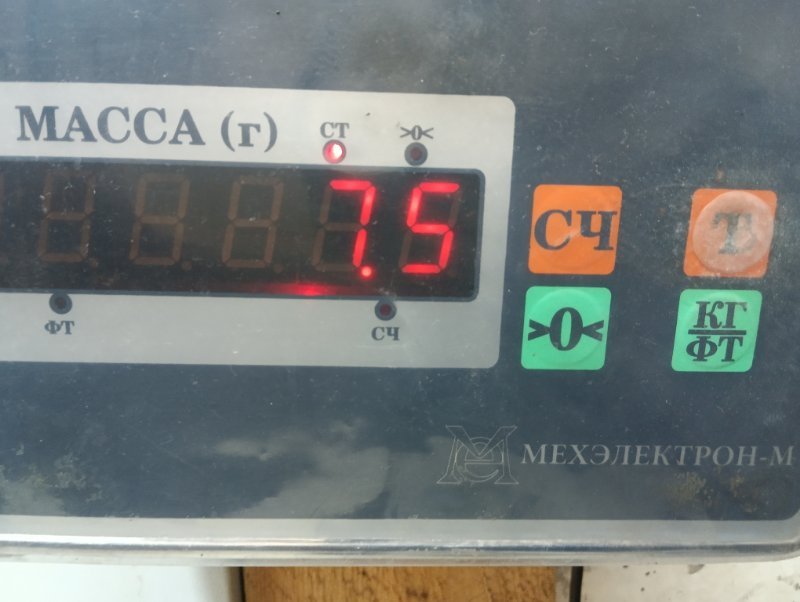 МАССА (г)
СТ
>0<
7.5
ФТ
СЧ
СЧ
Т
>0<
КГ
ФТ
МЕХЭЛЕКТРОН-М